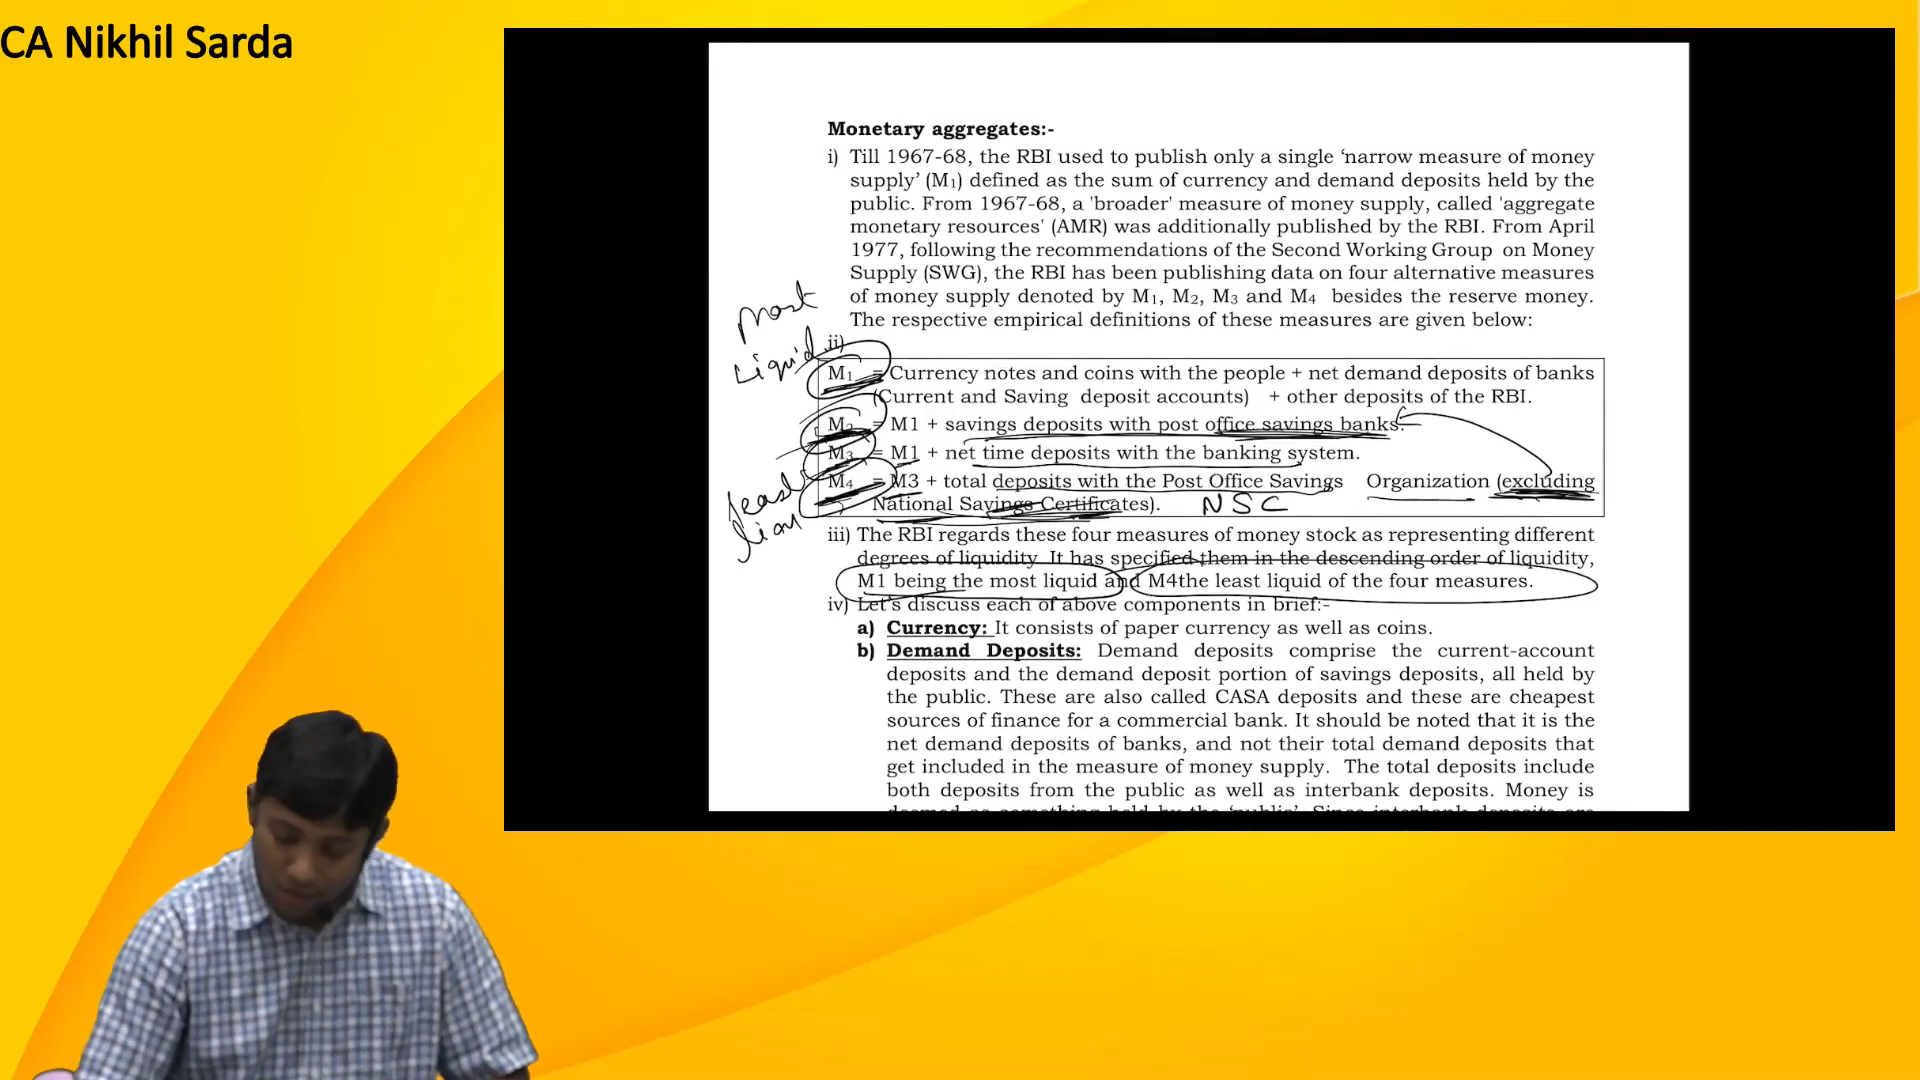 CA Nikhil Sarda
Monetary aggregates:-
i) Till 1967-68, the RBI used to publish only a single ‘narrow measure of money
supply’ (M1) defined as the sum of currency and demand deposits held by the
public. From 1967-68, a 'broader' measure of money supply, called 'aggregate
monetary resources' (AMR) was additionally published by the RBI. From April
1977, following the recommendations of the Second Working Group on Money
Supply (SWG), the RBI has been publishing data on four alternative measures
of money supply denoted by M1, M2, M3 and M4 besides the reserve money.
The respective empirical definitions of these measures are given below:
most
Liquid
ii)
M1 = Currency notes and coins with the people + net demand deposits of banks
(Current and Saving deposit accounts) + other deposits of the RBI.
M2 = M1 + savings deposits with post office savings banks.
M3 = M1 + net time deposits with the banking system.
least
M4 = M3 + total deposits with the Post Office Savings Organization (excluding
National Savings Certificates). NSC
iii) The RBI regards these four measures of money stock as representing different
degrees of liquidity. It has specified them in the descending order of liquidity,
M1 being the most liquid and M4the least liquid of the four measures.
iv) Let’s discuss each of above components in brief:-
a) Currency: It consists of paper currency as well as coins.
b) Demand Deposits: Demand deposits comprise the current-account
deposits and the demand deposit portion of savings deposits, all held by
the public. These are also called CASA deposits and these are cheapest
sources of finance for a commercial bank. It should be noted that it is the
net demand deposits of banks, and not their total demand deposits that
get included in the measure of money supply. The total deposits include
both deposits from the public as well as interbank deposits. Money is